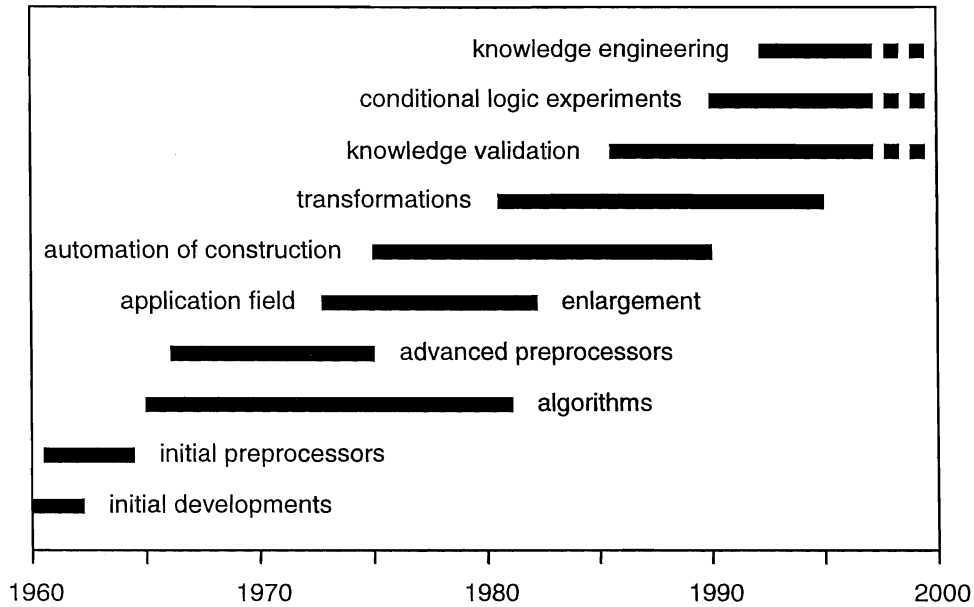 knowledge engineering
conditional logic experiments
knowledge validation
transformations
automation of construction
application field enlargement
advanced preprocessors
algorithms
initial preprocessors
initial developments
1960 1970 1980 1990 2000